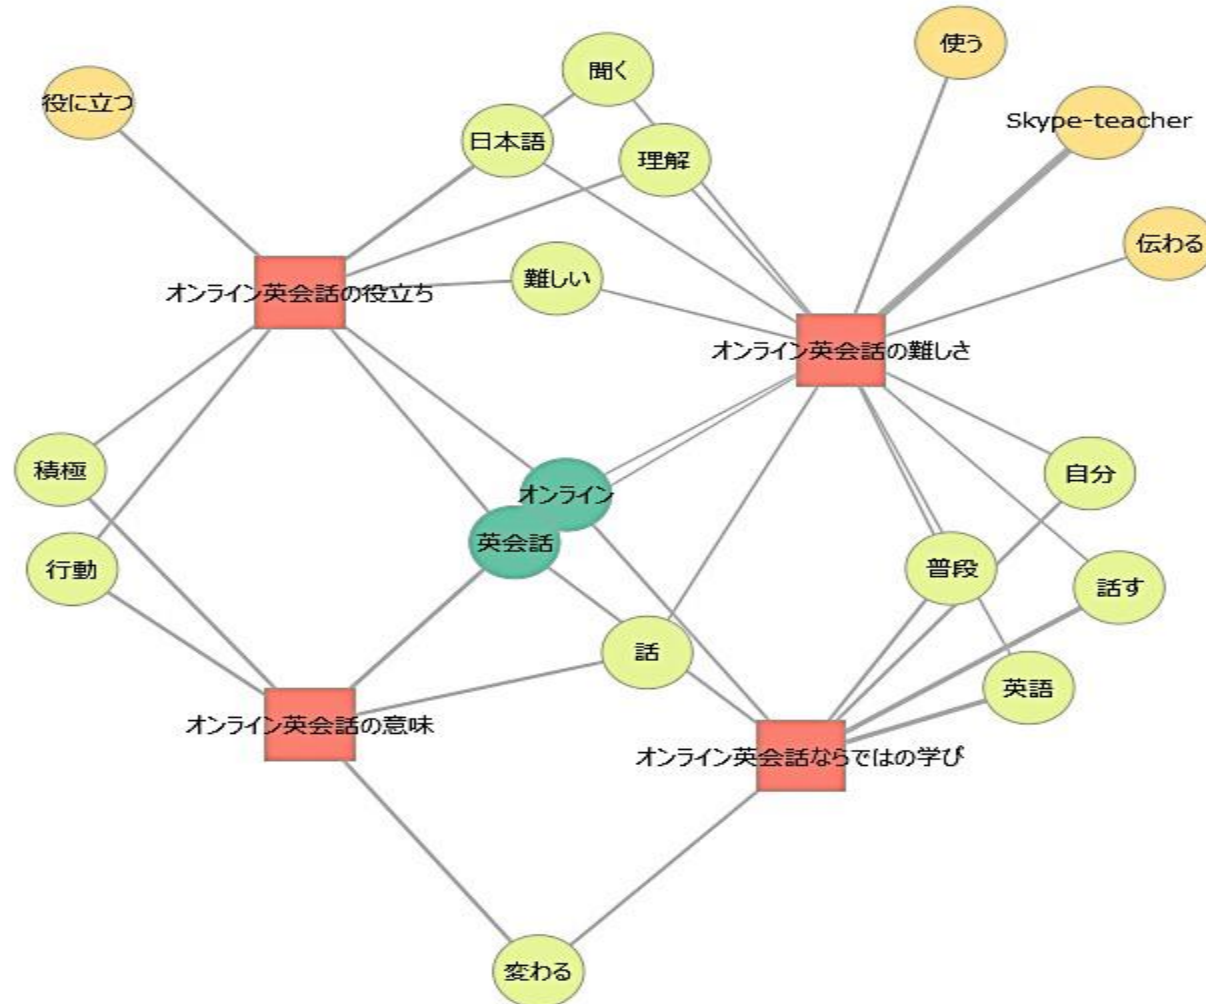 使う
聞く
役に立つ
Skype-teacher
日本語
理解
伝わる
難しい
オンライン英会話の役立ち
オンライン英会話の難しさ
積極
自分
オンライン
英会話
行動
普段
話す
話
英語
オンライン英会話の意味
オンライン英会話ならではの学び
変わる